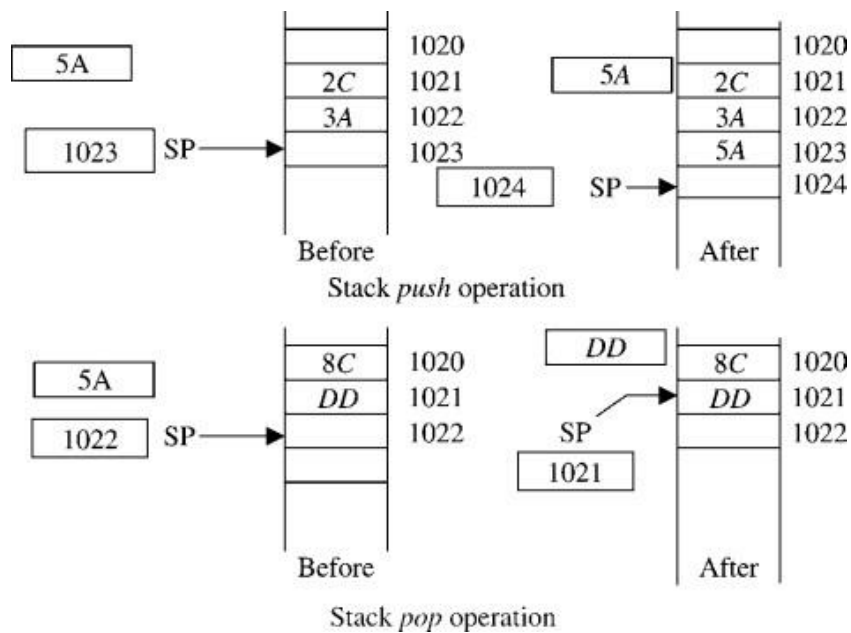 1020
1020
5A
5A
2C
1021
2C
1021
3A
1022
3A
1022
1023
SP
1023
5A
1023
1024
SP
1024
Before
After
Stack push operation
8C
1020
DD
8C
1020
5A
DD
1021
DD
1021
1022
SP
1022
SP
1022
1021
Before
After
Stack pop operation